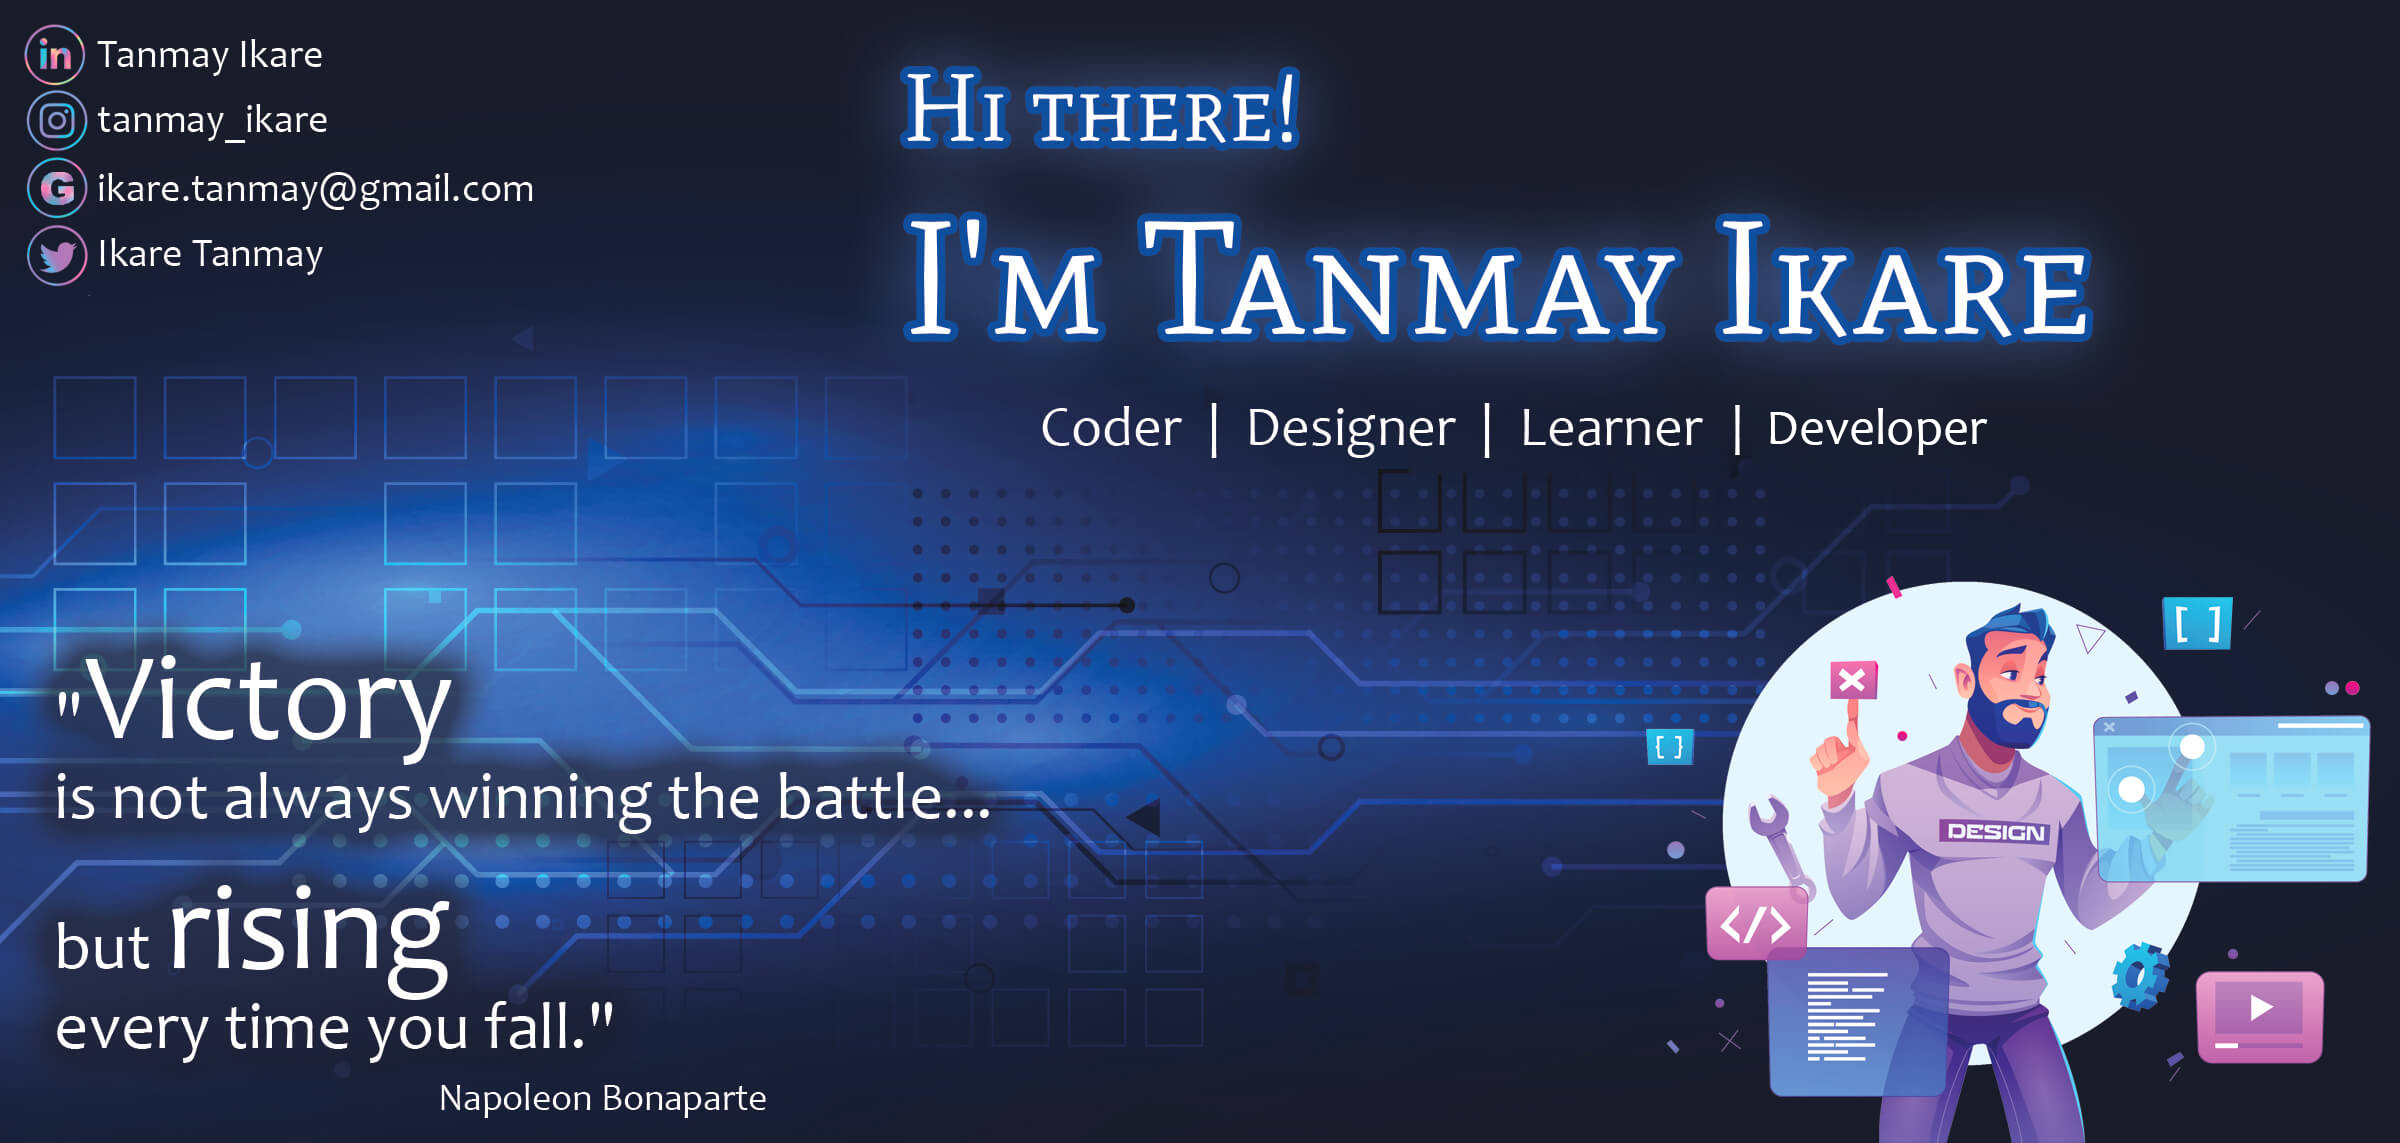 in Tanmay Ikare
tanmay_ikare
G ikare.tanmay@gmail.com
Ikare Tanmay
Hi there!
I'm Tanmay Ikare
Coder | Designer | Learner | Developer
"Victory
is not always winning the battle...
but rising
every time you fall."
Napoleon Bonaparte
[ ]
{ }
DESIGN
</>